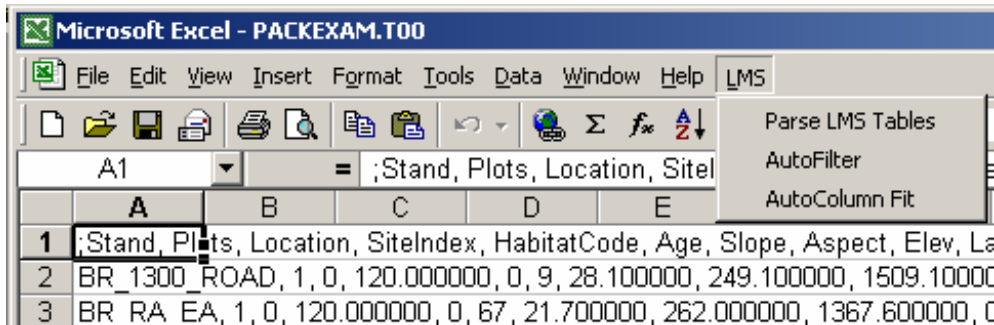 Microsoft Excel - PACKEXAM.T00
File Edit View Insert Format Tools Data Window Help LMS
Parse LMS Tables
AutoFilter
AutoColumn Fit
A1 = ;Stand, Plots, Location, SiteI
A B C D E
1 ;Stand, Plots, Location, SiteIndex, HabitatCode, Age, Slope, Aspect, Elev, La
2 BR_1300_ROAD, 1, 0, 120.000000, 0, 9, 28.100000, 249.100000, 1509.10000
3 BR_RA_EA, 1, 0, 120.000000, 0, 67, 21.700000, 262.000000, 1367.600000, 0